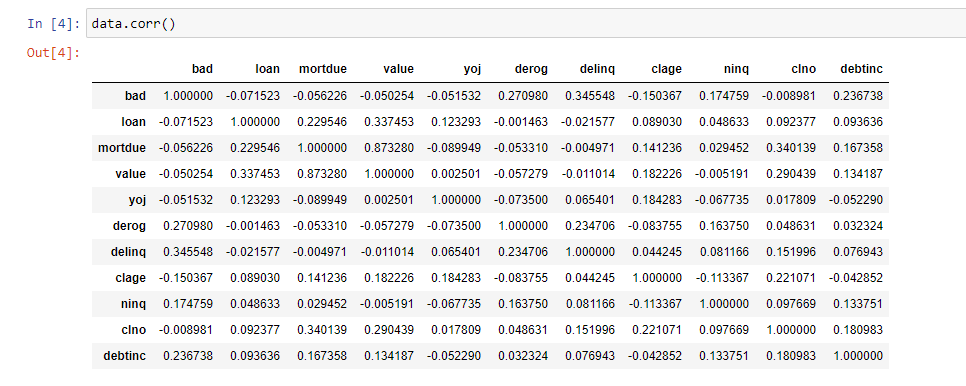 In [4]: data.corr()
Out[4]:
bad loan mortdue value yoj derog delinq clage ninq clno debtinc
bad 1.000000 -0.071523 -0.056226 -0.050254 -0.051532 0.270980 0.345548 -0.150367 0.174759 -0.008981 0.236738
loan -0.071523 1.000000 0.229546 0.337453 0.123293 -0.001463 -0.021577 0.089030 0.048633 0.092377 0.093636
mortdue -0.056226 0.229546 1.000000 0.873280 -0.089949 -0.053310 -0.004971 0.141236 0.029452 0.340139 0.167358
value -0.050254 0.337453 0.873280 1.000000 0.002501 -0.057279 -0.011014 0.182226 -0.005191 0.290439 0.134187
yoj -0.051532 0.123293 -0.089949 0.002501 1.000000 -0.073500 0.065401 0.184283 -0.067735 0.017809 -0.052290
derog 0.270980 -0.001463 -0.053310 -0.057279 -0.073500 1.000000 0.234706 -0.083755 0.163750 0.048631 0.032324
delinq 0.345548 -0.021577 -0.004971 -0.011014 0.065401 0.234706 1.000000 0.044245 0.081166 0.151996 0.076943
clage -0.150367 0.089030 0.141236 0.182226 0.184283 -0.083755 0.044245 1.000000 -0.113367 0.221071 -0.042852
ninq 0.174759 0.048633 0.029452 -0.005191 -0.067735 0.163750 0.081166 -0.113367 1.000000 0.097669 0.133751
clno -0.008981 0.092377 0.340139 0.290439 0.017809 0.048631 0.151996 0.221071 0.097669 1.000000 0.180983
debtinc 0.236738 0.093636 0.167358 0.134187 -0.052290 0.032324 0.076943 -0.042852 0.133751 0.180983 1.000000